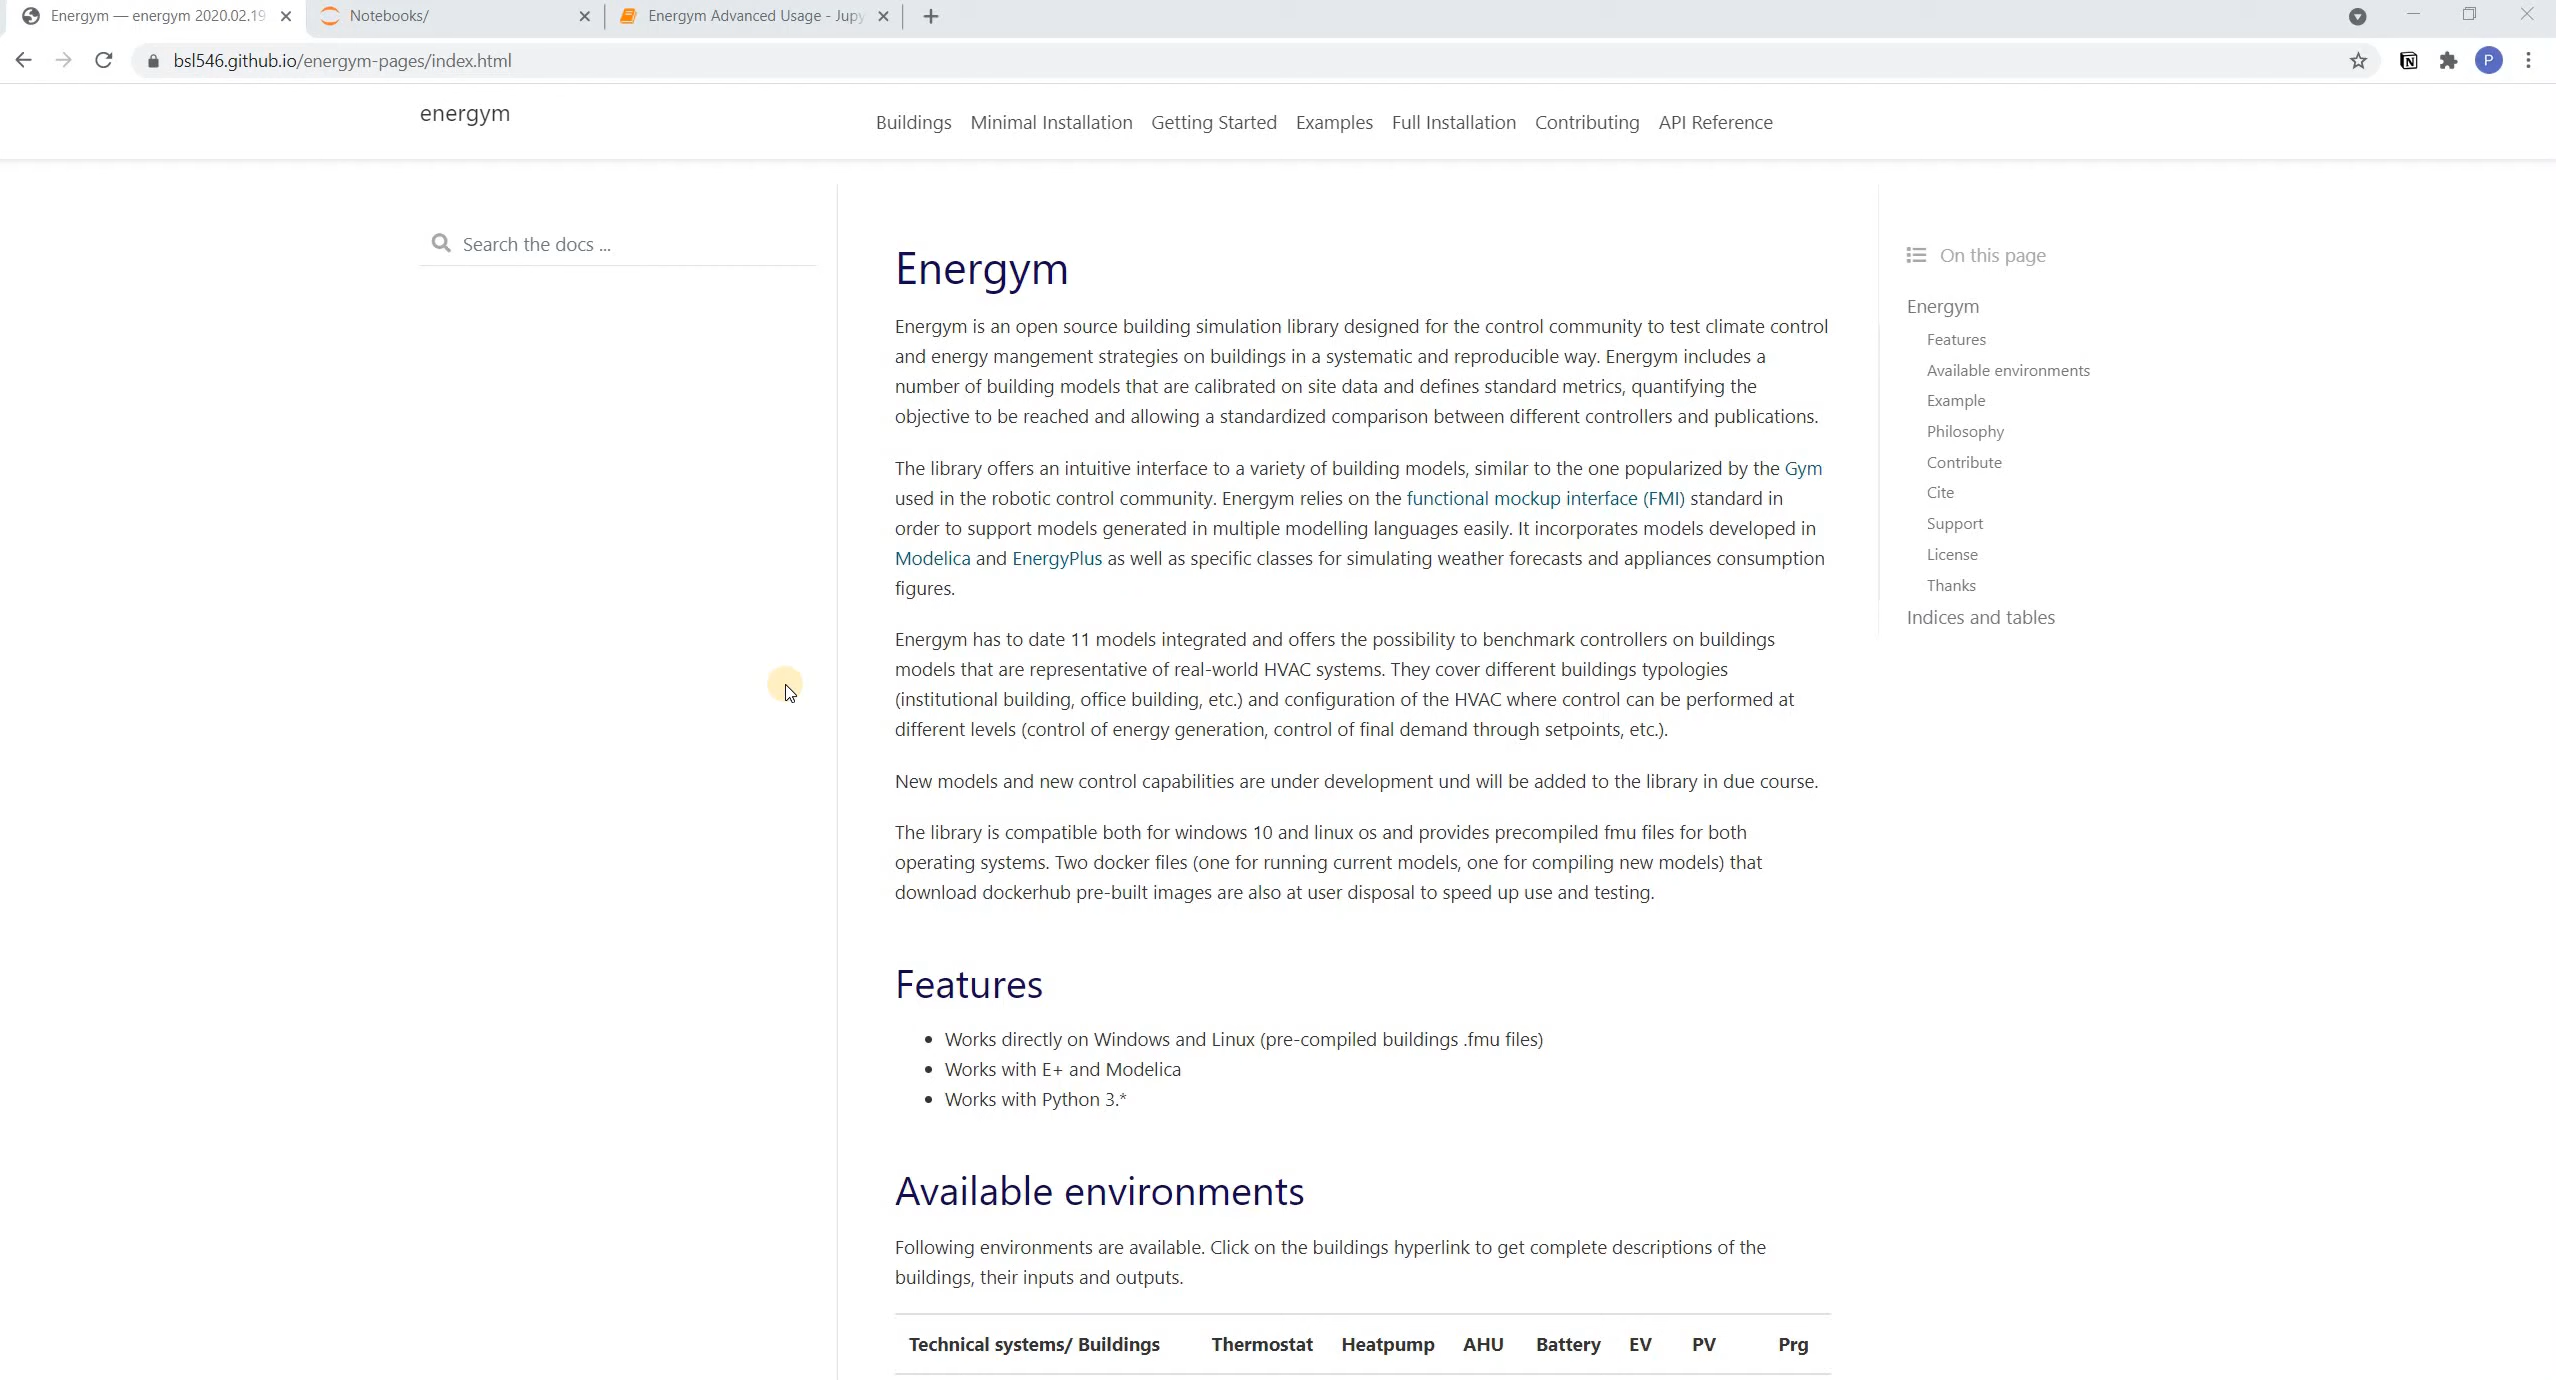 Energym — energym 2020.02.19
Notebooks/
Energym Advanced Usage - Jupy
bsl546.github.io/energym-pages/index.html
P
energym
Buildings Minimal Installation Getting Started Examples Full Installation Contributing API Reference
Search the docs ...
Energym
Energym is an open source building simulation library designed for the control community to test climate control
and energy mangement strategies on buildings in a systematic and reproducible way. Energym includes a
number of building models that are calibrated on site data and defines standard metrics, quantifying the
objective to be reached and allowing a standardized comparison between different controllers and publications.
The library offers an intuitive interface to a variety of building models, similar to the one popularized by the Gym
used in the robotic control community. Energym relies on the functional mockup interface (FMI) standard in
order to support models generated in multiple modelling languages easily. It incorporates models developed in
Modelica and EnergyPlus as well as specific classes for simulating weather forecasts and appliances consumption
figures.
Energym has to date 11 models integrated and offers the possibility to benchmark controllers on buildings
models that are representative of real-world HVAC systems. They cover different buildings typologies
(institutional building, office building, etc.) and configuration of the HVAC where control can be performed at
different levels (control of energy generation, control of final demand through setpoints, etc.).
New models and new control capabilities are under development und will be added to the library in due course.
The library is compatible both for windows 10 and linux os and provides precompiled fmu files for both
operating systems. Two docker files (one for running current models, one for compiling new models) that
download dockerhub pre-built images are also at user disposal to speed up use and testing.
Features
• Works directly on Windows and Linux (pre-compiled buildings .fmu files)
• Works with E+ and Modelica
• Works with Python 3.*
Available environments
Following environments are available. Click on the buildings hyperlink to get complete descriptions of the
buildings, their inputs and outputs.
Technical systems/ Buildings Thermostat Heatpump AHU Battery EV PV Prg
On this page
Energym
Features
Available environments
Example
Philosophy
Contribute
Cite
Support
License
Thanks
Indices and tables